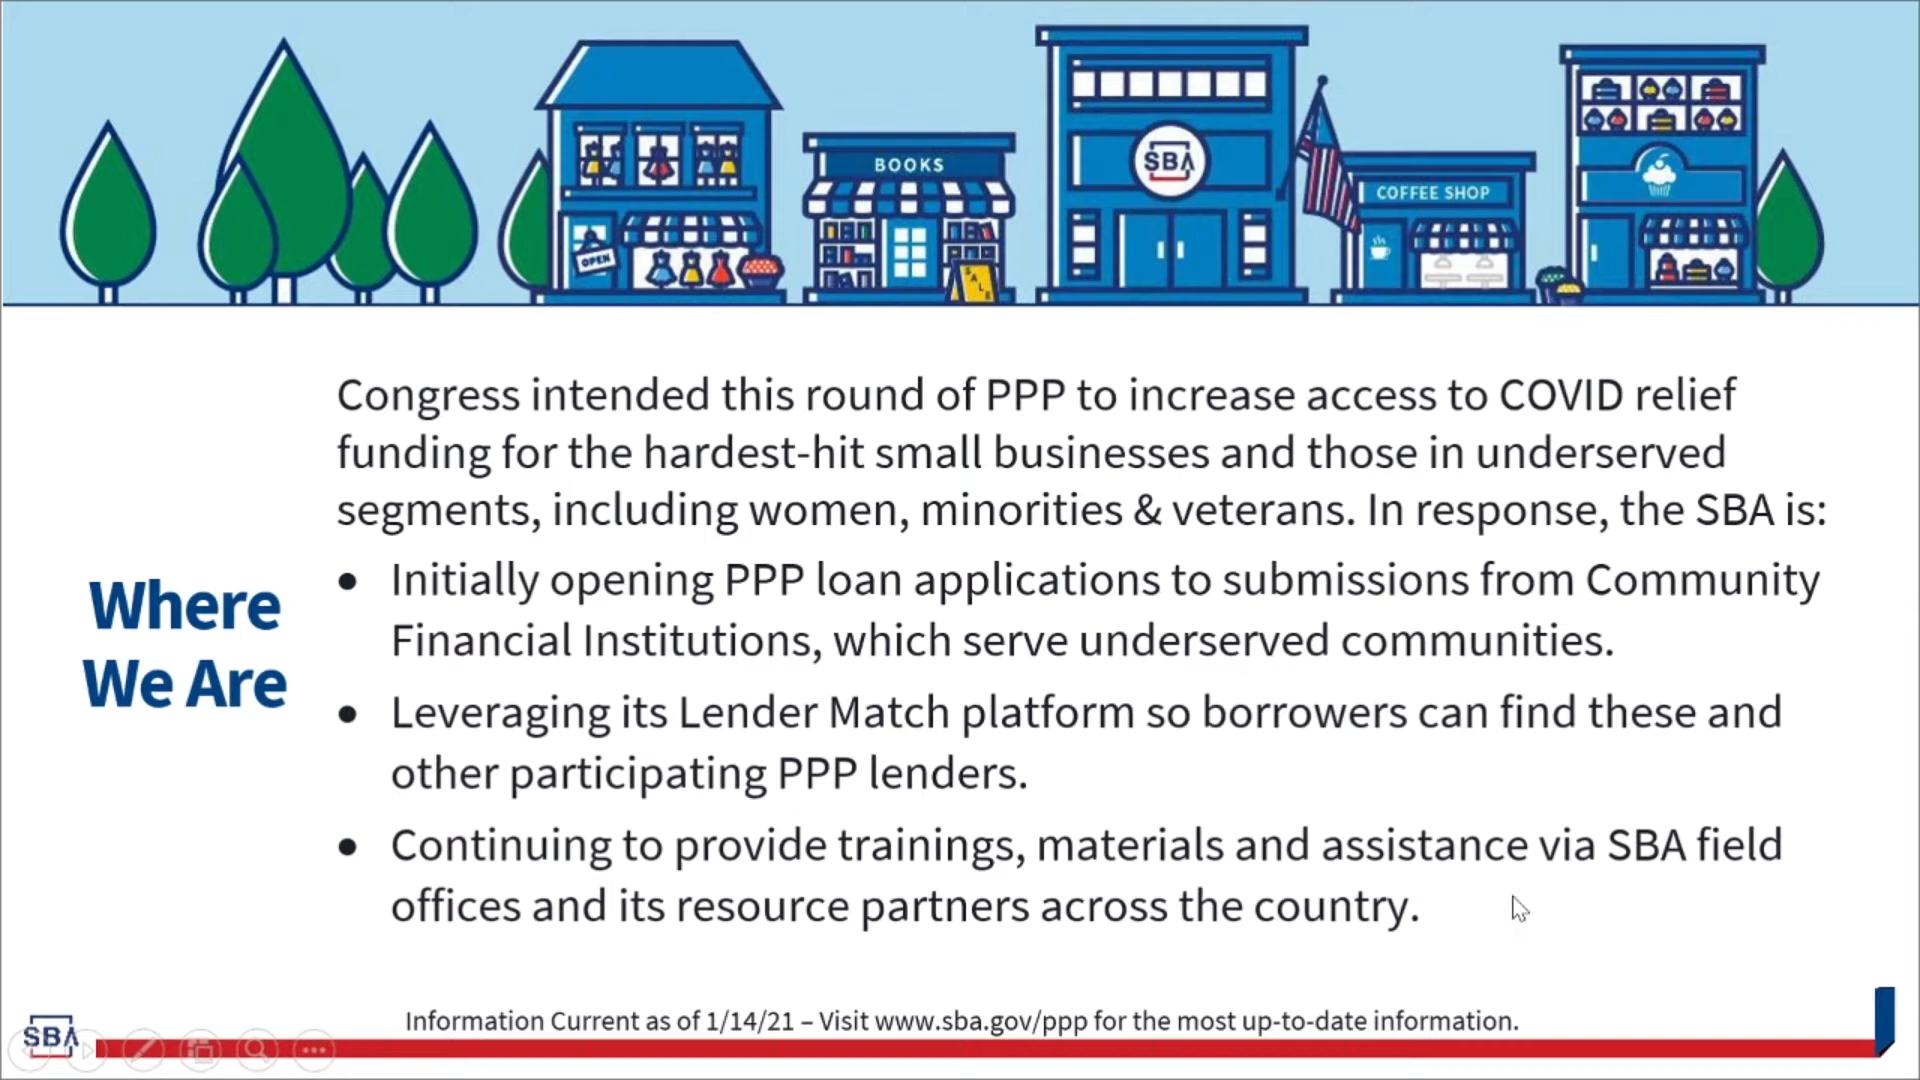 BOOKS
SBA
COFFEE SHOP
OPEN
SALE
Congress intended this round of PPP to increase access to COVID relief
funding for the hardest-hit small businesses and those in underserved
segments, including women, minorities & veterans. In response, the SBA is:
Where
We Are
• Initially opening PPP loan applications to submissions from Community
Financial Institutions, which serve underserved communities.
• Leveraging its Lender Match platform so borrowers can find these and
other participating PPP lenders.
• Continuing to provide trainings, materials and assistance via SBA field
offices and its resource partners across the country.
Information Current as of 1/14/21 – Visit www.sba.gov/ppp for the most up-to-date information.
SBA